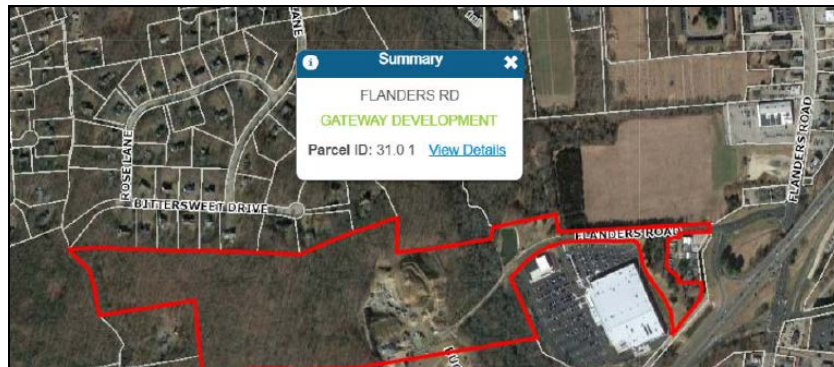 LANE
Summary
FLANDERS RD
GATEWAY DEVELOPMENT
Parcel ID: 31.0 1 View Details
ROSE LANE
BITTERSWEET DRIVE
FLANDERS ROAD
FLANDERS ROAD